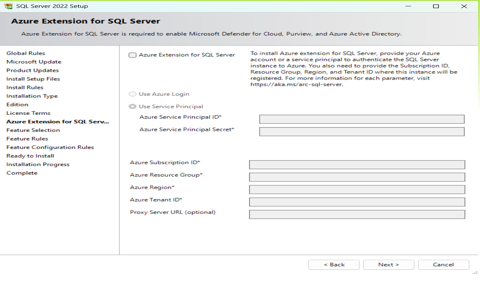 SQL Server 2022 Setup
Azure Extension for SQL Server
Azure Extension for SQL Server is required to enable Microsoft Defender for Cloud, Purview, and Azure Active Directory.
Global Rules
Microsoft Update
Product Updates
Install Setup Files
Install Rules
Installation Type
Edition
License Terms
Azure Extension for SQL Serv...
Feature Selection
Feature Rules
Feature Configuration Rules
Ready to Install
Installation Progress
Complete
Azure Extension for SQL Server
To install Azure extension for SQL Server, provide your Azure
account or a service principal to authenticate the SQL Server
instance to Azure. You also need to provide the Subscription ID,
Resource Group, Region, and Tenant ID where this instance will be
registered. For more information for each parameter, visit
https://aka.ms/arc-sql-server.
Use Azure Login
Use Service Principal
Azure Service Principal ID*
Azure Service Principal Secret*
Azure Subscription ID*
Azure Resource Group*
Azure Region*
Azure Tenant ID*
Proxy Server URL (optional)
< Back
Next >
Cancel